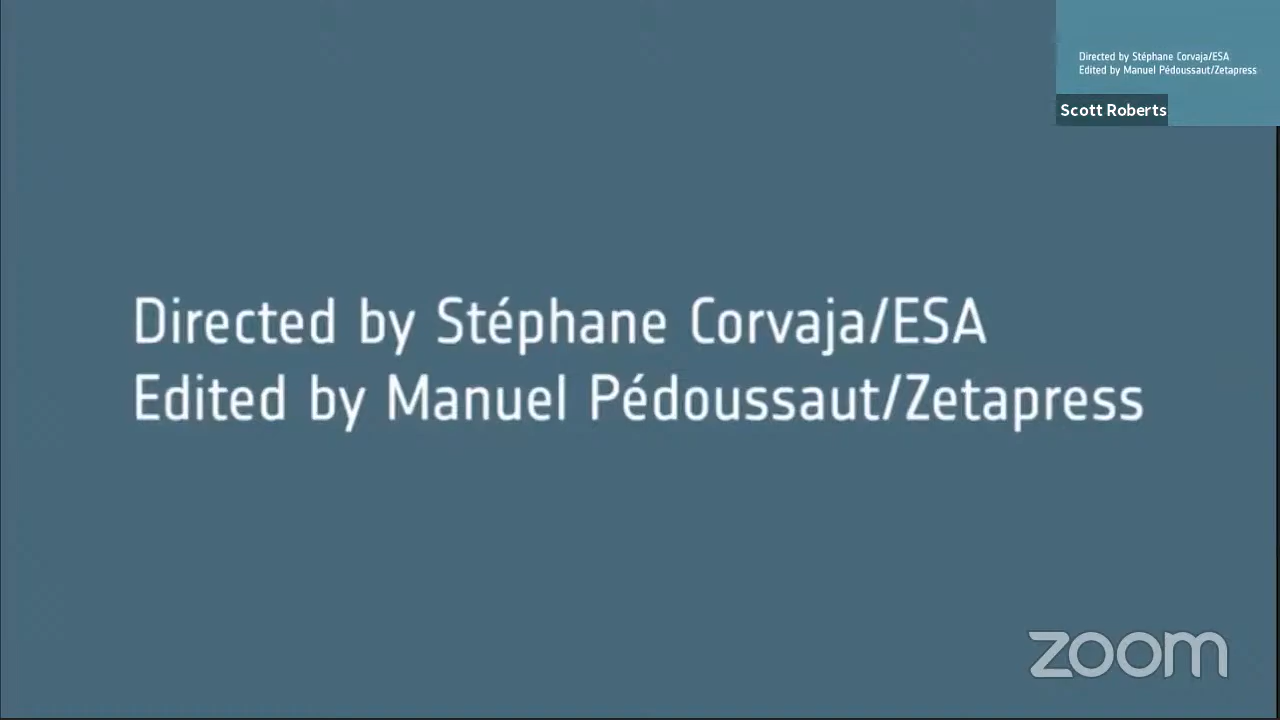 Directed by Stéphane Corvaja/ESA
Edited by Manuel Pédoussaut/Zetapress
Scott Roberts
Directed by Stéphane Corvaja/ESA
Edited by Manuel Pédoussaut/Zetapress
zoom